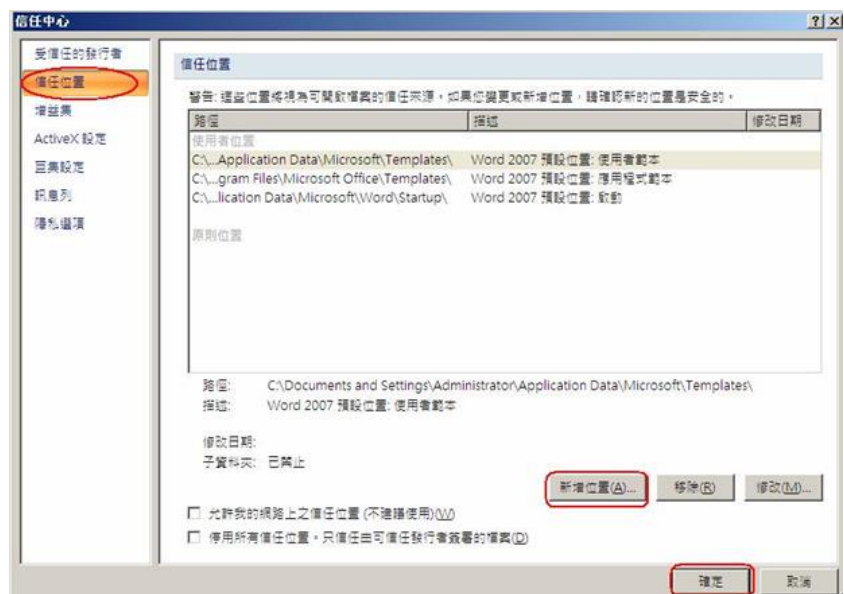 信任中心
受信任的發行者
信任位置
增益集
ActiveX 設定
巨集設定
訊息列
隱私選項
信任位置
警告: 這些位置將視為可開啟檔案的信任來源。如果您變更或新增位置，請確認新的位置是安全的。
路徑 描述 修改日期
使用者位置
C:\...Application Data\Microsoft\Templates\ Word 2007 預設位置: 使用者範本
C:\...gram Files\Microsoft Office\Templates\ Word 2007 預設位置: 應用程式範本
C:\...lication Data\Microsoft\Word\Startup\ Word 2007 預設位置: 啟動
原則位置
路徑: C:\Documents and Settings\Administrator\Application Data\Microsoft\Templates\
描述: Word 2007 預設位置: 使用者範本
修改日期:
子資料夾: 已禁止
新增位置(A)... 移除(R) 修改(M)...
允許我的網路上之信任位置 (不建議使用)(W)
停用所有信任位置。只信任由可信任發行者簽署的檔案(D)
確定 取消